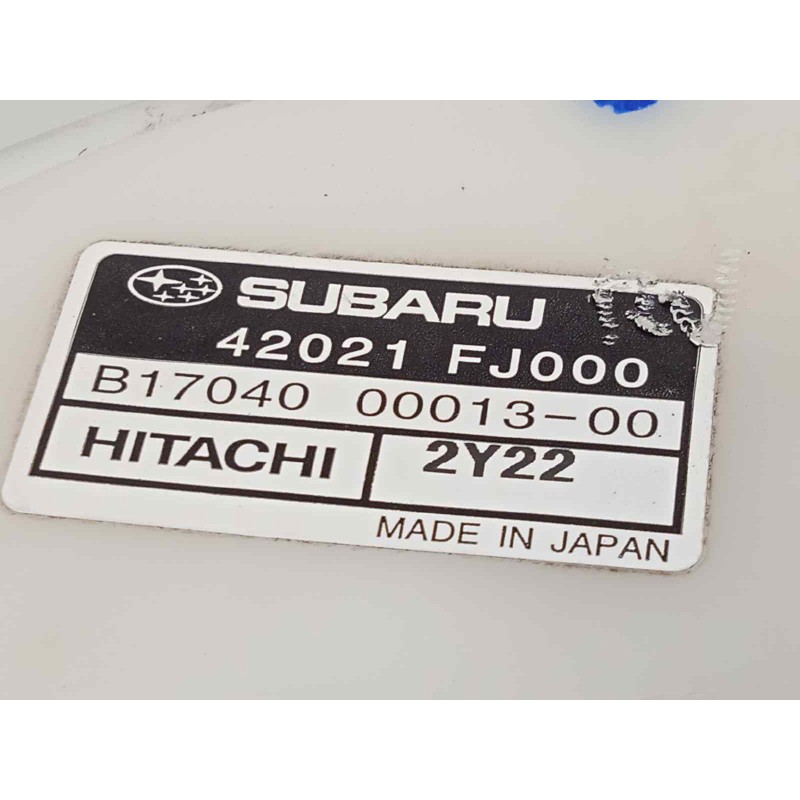 SUBARU
42021 FJ000
B17040 00013-00
HITACHI 2Y22
MADE IN JAPAN